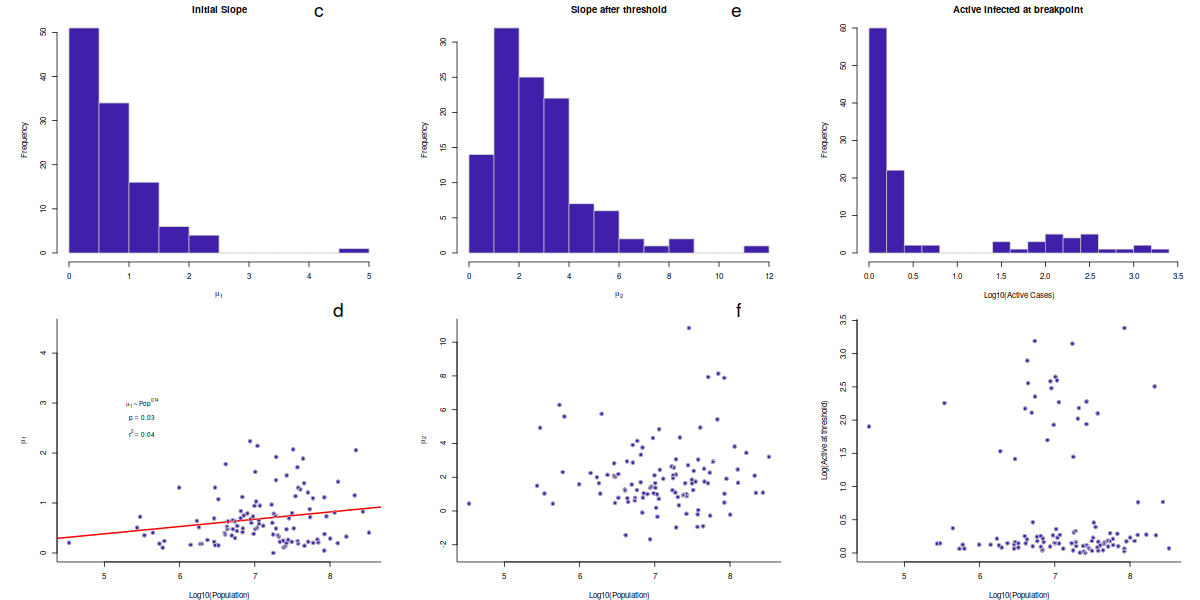 Initial Slope
c
Slope after threshold
e
Active infected at breakpoint
Frequency
0 10 20 30 40 50
0 1 2 3 4 5
μ1
Frequency
0 5 10 15 20 25 30
0 2 4 6 8 10 12
μ2
Frequency
0 10 20 30 40 50 60
0.0 0.5 1.0 1.5 2.0 2.5 3.0 3.5
Log10(Active Cases)
d
f
μ1
0 1 2 3 4
μ1~Pop^0.14
p = 0.03
r^2 = 0.04
5 6 7 8
Log10(Population)
μ2
-2 0 2 4 6 8 10
5 6 7 8
Log10(Population)
Log(Active at threshold)
0.0 0.5 1.0 1.5 2.0 2.5 3.0 3.5
5 6 7 8
Log10(Population)